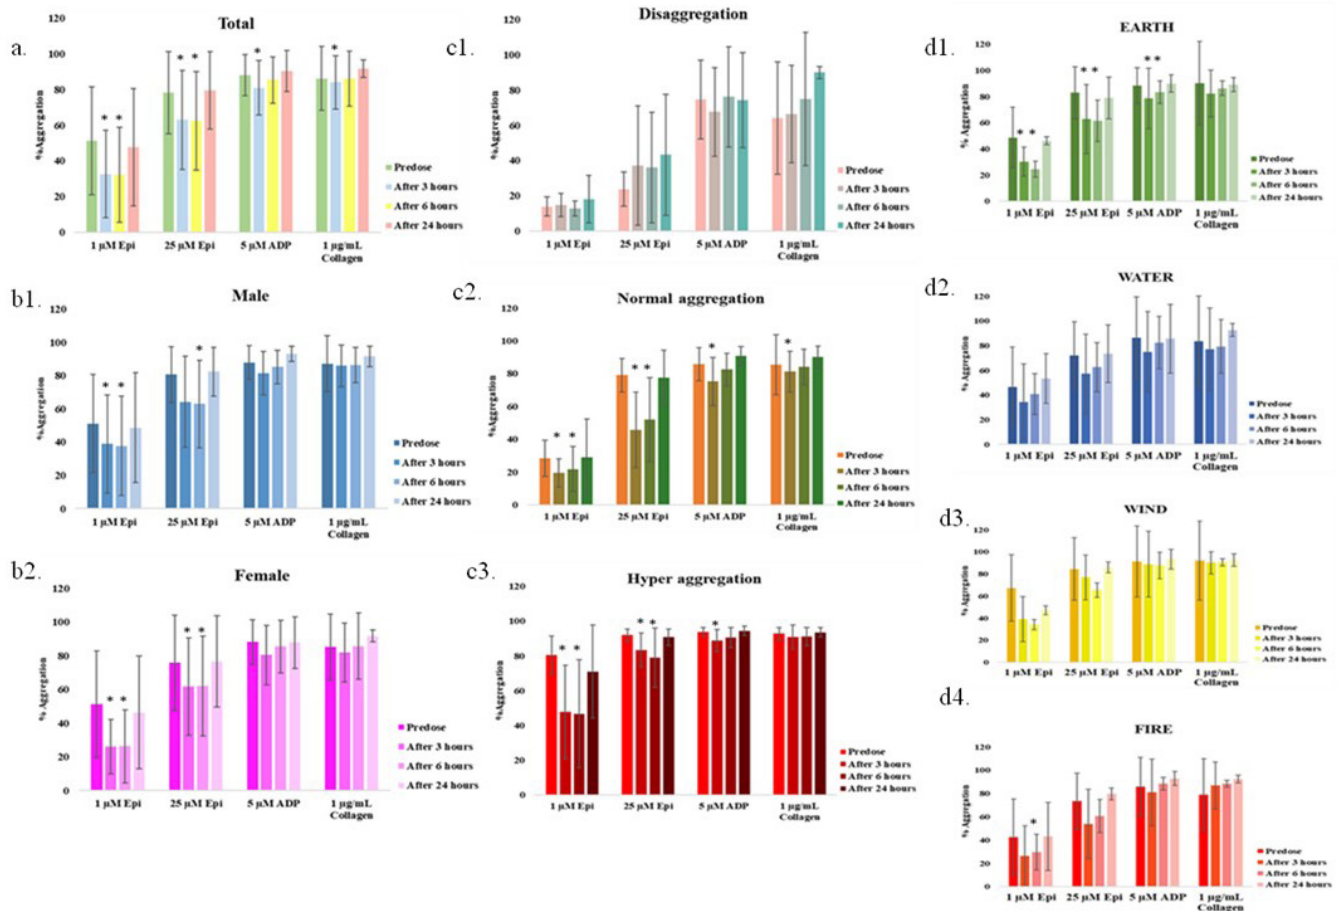 a.
Total
%Aggregation
120
100
80
60
40
20
0
* * * * * *
1 µM Epi 25 µM Epi 5 µM ADP 1 µg/mL Collagen
Predose
After 3 hours
After 6 hours
After 24 hours
b1.
Male
%Aggregation
120
100
80
60
40
20
0
* * *
1 µM Epi 25 µM Epi 5 µM ADP 1 µg/mL Collagen
Predose
After 3 hours
After 6 hours
After 24 hours
b2.
Female
% Aggregation
120
100
80
60
40
20
0
* * * *
1 µM Epi 25 µM Epi 5 µM ADP 1 µg/mL Collagen
Predose
After 3 hours
After 6 hours
After 24 hours
c1.
Disaggregation
%Aggregation
120
100
80
60
40
20
0
1 µM Epi 25 µM Epi 5 µM ADP 1 µg/mL Collagen
Predose
After 3 hours
After 6 hours
After 24 hours
c2.
Normal aggregation
%Aggregation
120
100
80
60
40
20
0
* * * * * *
1 µM Epi 25 µM Epi 5 µM ADP 1 µg/mL Collagen
Predose
After 3 hours
After 6 hours
After 24 hours
c3.
Hyper aggregation
%Aggregation
120
100
80
60
40
20
0
* * * * *
1 µM Epi 25 µM Epi 5 µM ADP 1 µg/mL Collagen
Predose
After 3 hours
After 6 hours
After 24 hours
d1.
EARTH
% Aggregation
120
100
80
60
40
20
0
* * * * * *
1 µM Epi 25 µM Epi 5 µM ADP 1 µg/mL Collagen
Predose
After 3 hours
After 6 hours
After 24 hours
d2.
WATER
% Aggregation
120
100
80
60
40
20
0
1 µM Epi 25 µM Epi 5 µM ADP 1 µg/mL Collagen
Predose
After 3 hours
After 6 hours
After 24 hours
d3.
WIND
% Aggregation
120
100
80
60
40
20
0
1 µM Epi 25 µM Epi 5 µM ADP 1 µg/mL Collagen
Predose
After 3 hours
After 6 hours
After 24 hours
d4.
FIRE
% Aggregation
120
100
80
60
40
20
0
*
1 µM Epi 25 µM Epi 5 µM ADP 1 µg/mL Collagen
Predose
After 3 hours
After 6 hours
After 24 hours